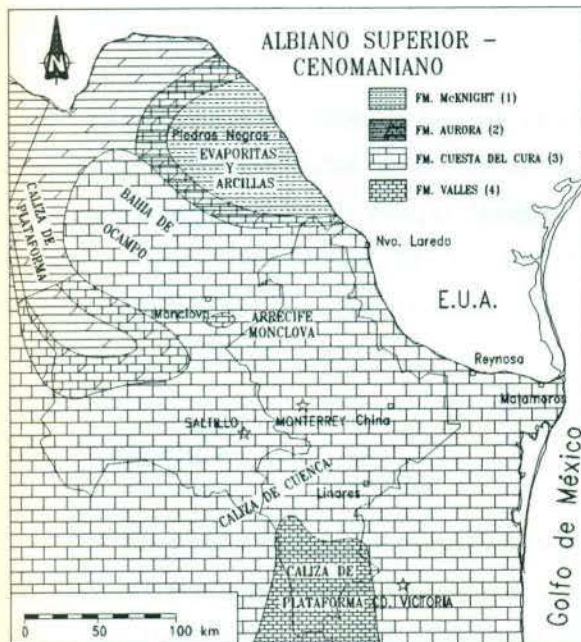 N
ALBIANO SUPERIOR –
CENOMANIANO
FM. McKNIGHT (1)
FM. AURORA (2)
FM. CUESTA DEL CURA (3)
FM. VALLES (4)
Piedras Negras
EVAPORITAS
Y
ARCILLAS
CALIZA DE
PLATAFORMA
BAHIA DE
OCAMPO
Nvo. Laredo
E.U.A.
Monclova
ARRECIFE
MONCLOVA
Reynosa
Matamoros
SALTILLO
MONTERREY
China
CALIZA DE CUENCA
Linares
Golfo de México
CALIZA DE
PLATAFORMA
CD. VICTORIA
0 50 100 km